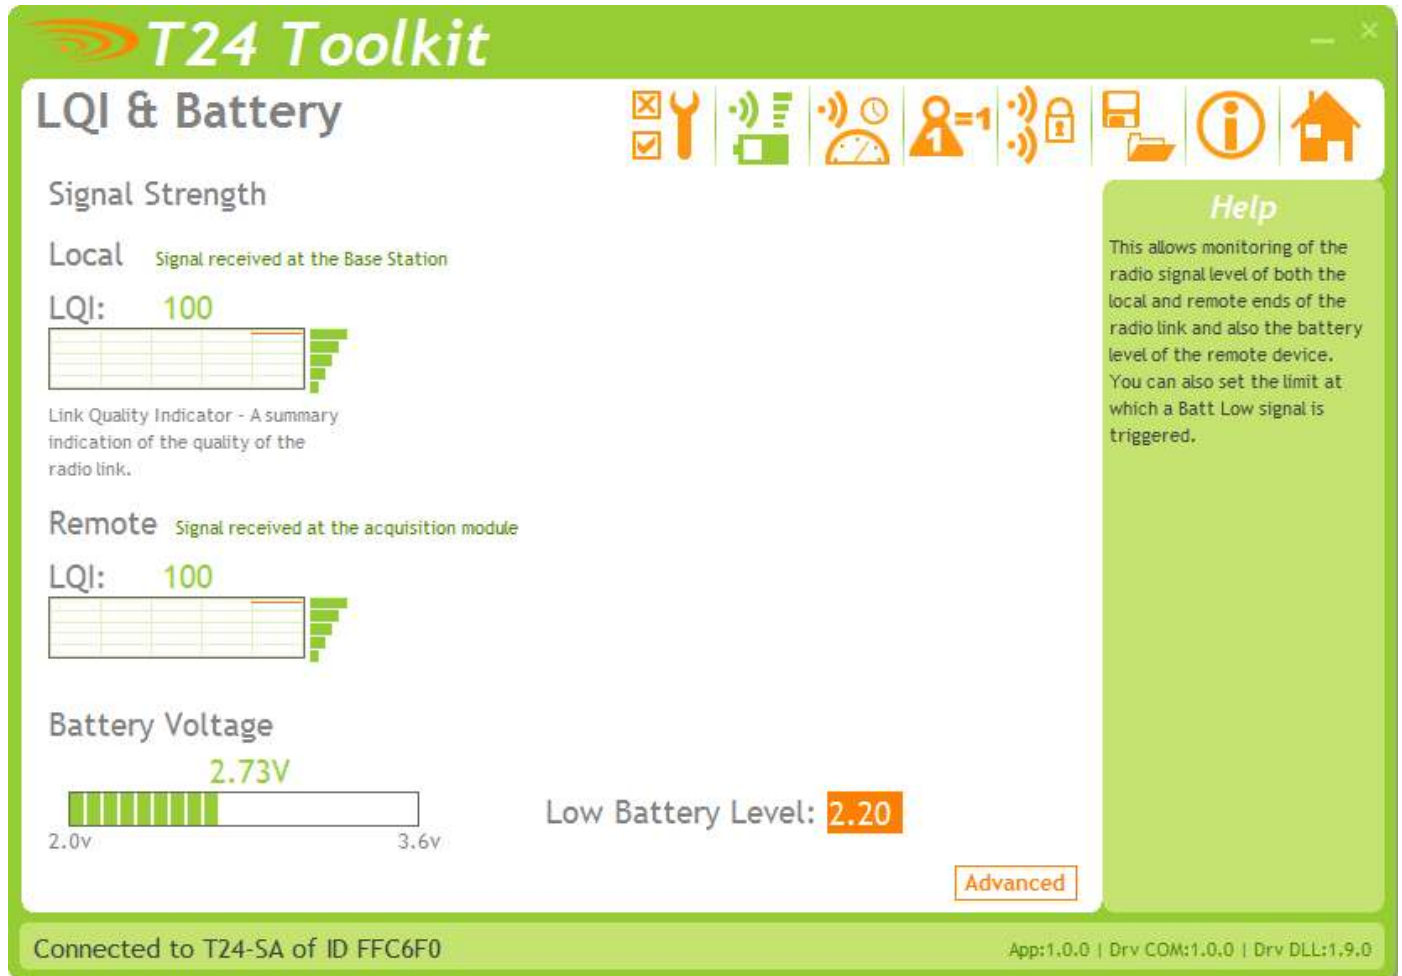 T24 Toolkit
LQI & Battery
=1
1
Signal Strength
Local Signal received at the Base Station
LQI: 100
Link Quality Indicator - A summary
indication of the quality of the
radio link.
Remote Signal received at the acquisition module
LQI: 100
Battery Voltage
2.73V
2.0v 3.6v
Low Battery Level: 2.20
Advanced
Help
This allows monitoring of the
radio signal level of both the
local and remote ends of the
radio link and also the battery
level of the remote device.
You can also set the limit at
which a Batt Low signal is
triggered.
Connected to T24-SA of ID FFC6F0
App:1.0.0 | Drv COM:1.0.0 | Drv DLL:1.9.0